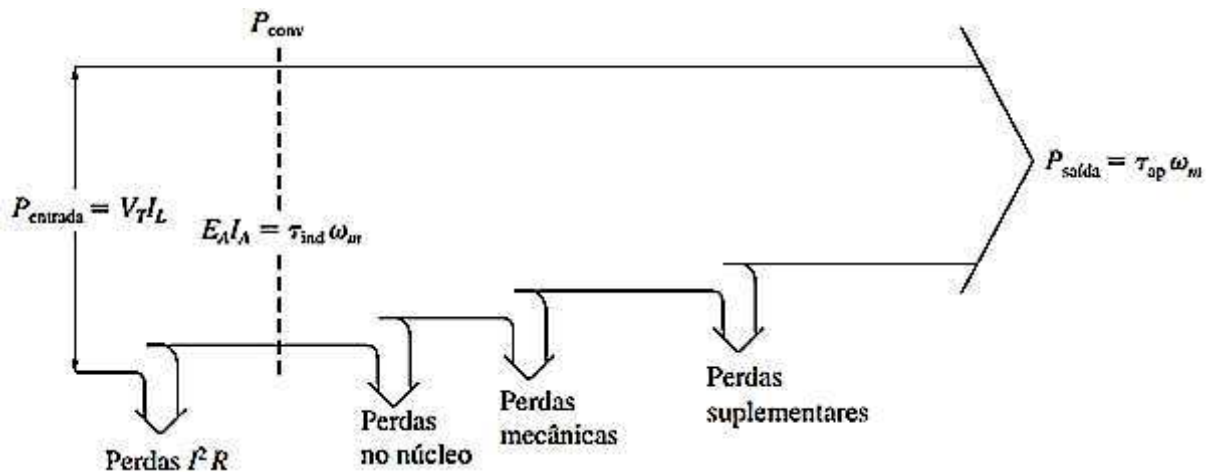 P_conv
P_entrada = V_T I_L
E_A I_A = τ_ind ω_m
P_saída = τ_ap ω_m
Perdas I² R
Perdas
no núcleo
Perdas
mecânicas
Perdas
suplementares